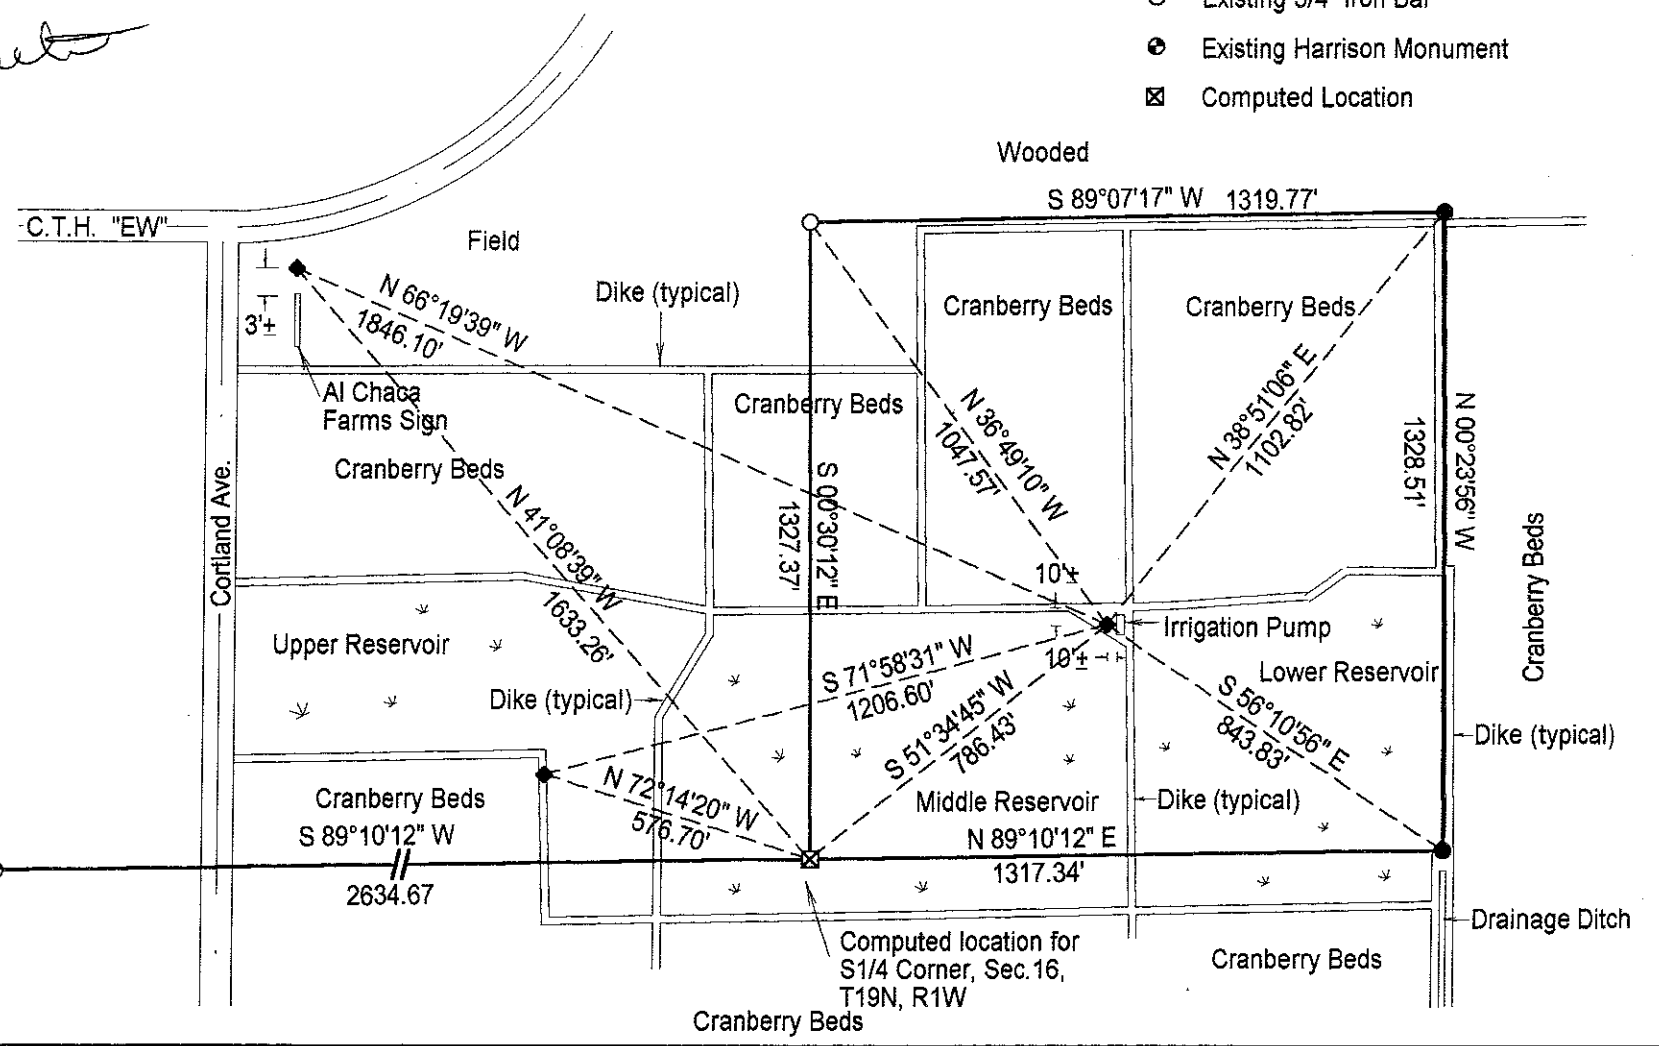 Existing 3/4" Iron Bar
Existing Harrison Monument
Computed Location
Wooded
S 89°07'17" W 1319.77'
C.T.H. "EW"
Field
N 66°19'39" W
1846.10'
Dike (typical)
3'±
Al Chaca
Farms Sign
Cranberry Beds
Cranberry Beds
Cranberry Beds
Cranberry Beds
N 36°49'10" W
1047.57'
N 38°51'06" E
1102.82'
N 00°23'56" W
1328.51'
Cortland Ave.
N 41°08'39" W
1633.26'
S 00°30'12" E
1327.37'
Cranberry Beds
10'±
Irrigation Pump
10'±
Upper Reservoir
Dike (typical)
S 71°58'31" W
1206.60'
S 51°34'45" W
786.43'
Lower Reservoir
S 56°10'56" E
843.83'
Dike (typical)
Cranberry Beds
S 89°10'12" W
2634.67
N 72°14'20" W
576.70'
Middle Reservoir
Dike (typical)
N 89°10'12" E
1317.34'
Computed location for
S1/4 Corner, Sec.16,
T19N, R1W
Drainage Ditch
Cranberry Beds
Cranberry Beds